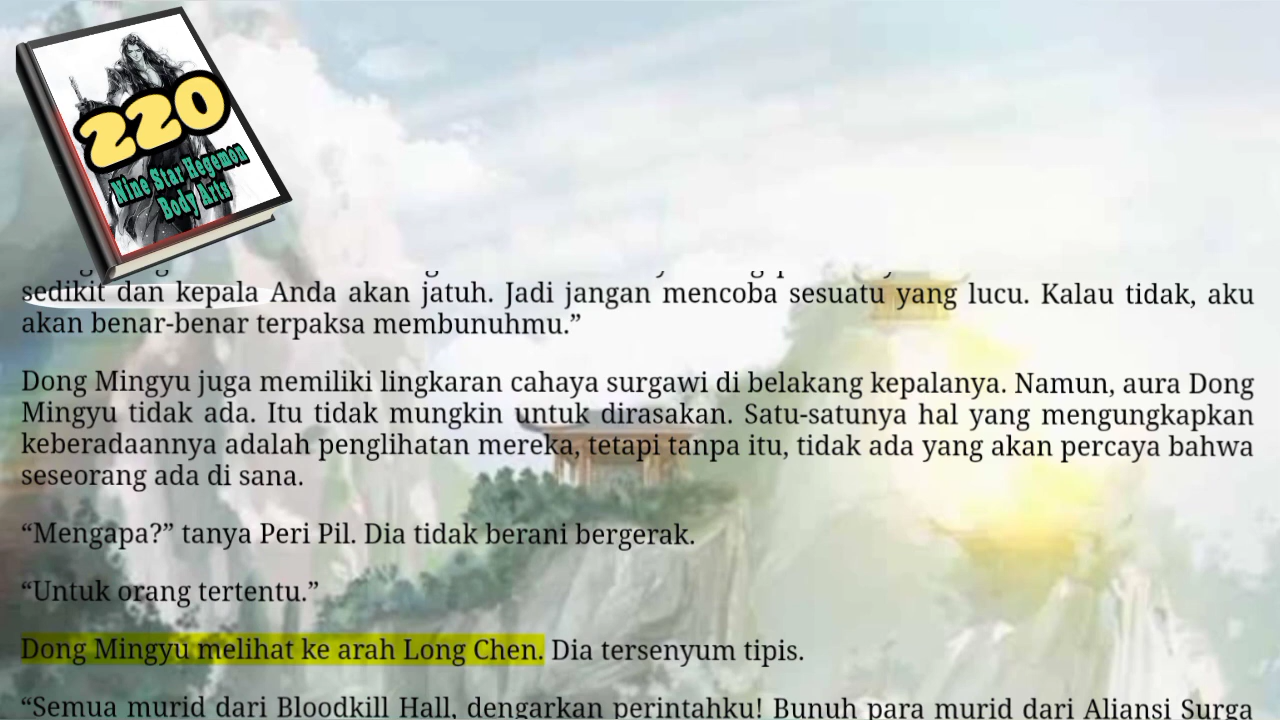 220
Nine Star Hegemon
Body Arts
sedikit dan kepala Anda akan jatuh. Jadi jangan mencoba sesuatu yang lucu. Kalau tidak, aku
akan benar-benar terpaksa membunuhmu.”
Dong Mingyu juga memiliki lingkaran cahaya surgawi di belakang kepalanya. Namun, aura Dong
Mingyu tidak ada. Itu tidak mungkin untuk dirasakan. Satu-satunya hal yang mengungkapkan
keberadaannya adalah penglihatan mereka, tetapi tanpa itu, tidak ada yang akan percaya bahwa
seseorang ada di sana.
“Mengapa?” tanya Peri Pil. Dia tidak berani bergerak.
“Untuk orang tertentu.”
Dong Mingyu melihat ke arah Long Chen. Dia tersenyum tipis.
“Semua murid dari Bloodkill Hall, dengarkan perintahku! Bunuh para murid dari Aliansi Surga